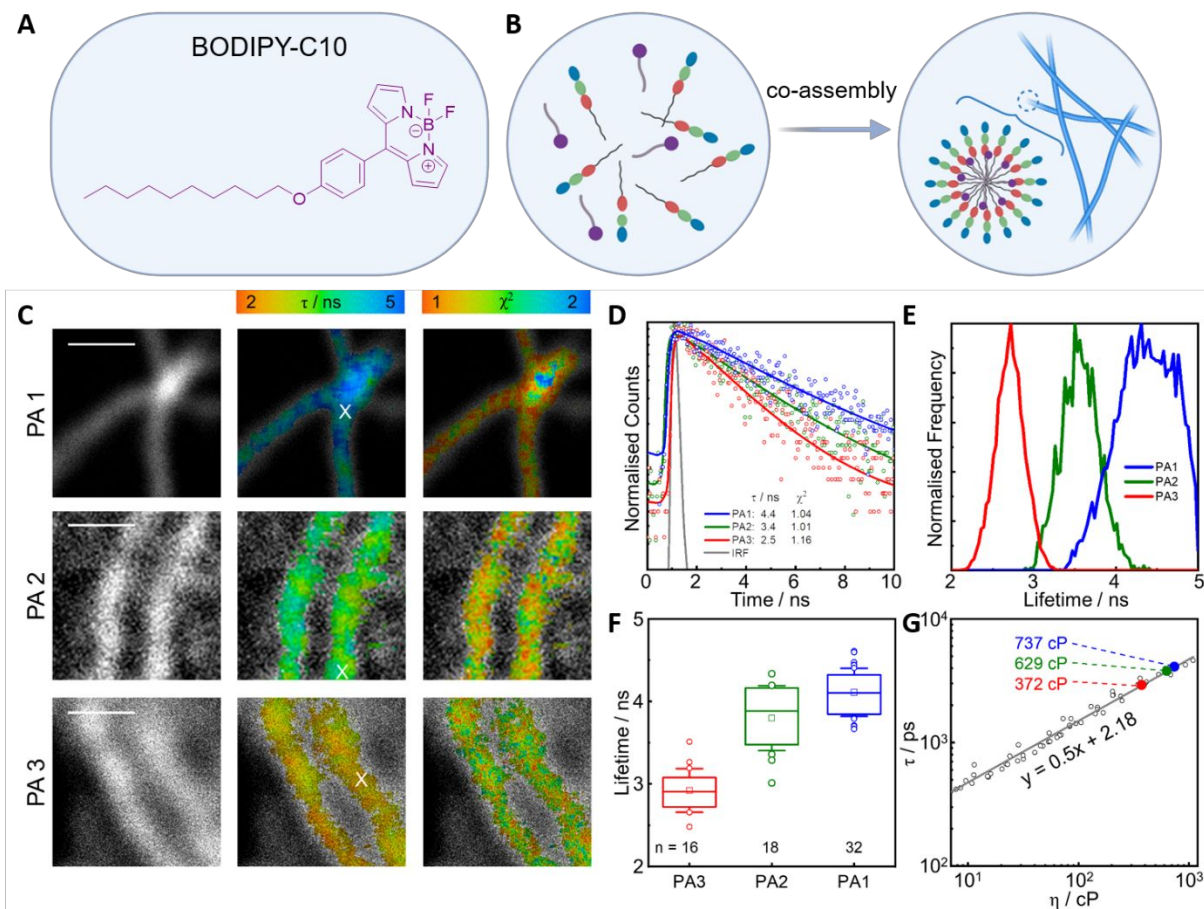 A
BODIPY-C10
F
F
N
B
⊖
N
⊕
O
B
co-assembly
C
2 τ / ns 5
1 χ² 2
PA 1
X
PA 2
X
PA 3
X
D
Normalised Counts
τ / ns χ²
PA1: 4.4 1.04
PA2: 3.4 1.01
PA3: 2.5 1.16
IRF
0 2 4 6 8 10
Time / ns
E
Normalised Frequency
PA1
PA2
PA3
2 3 4 5
Lifetime / ns
F
Lifetime / ns
5
4
3
2
n = 16 18 32
PA3 PA2 PA1
G
τ / ps
10⁴
10³
10²
737 cP
629 cP
372 cP
y = 0.5x + 2.18
10¹ 10² 10³
η / cP